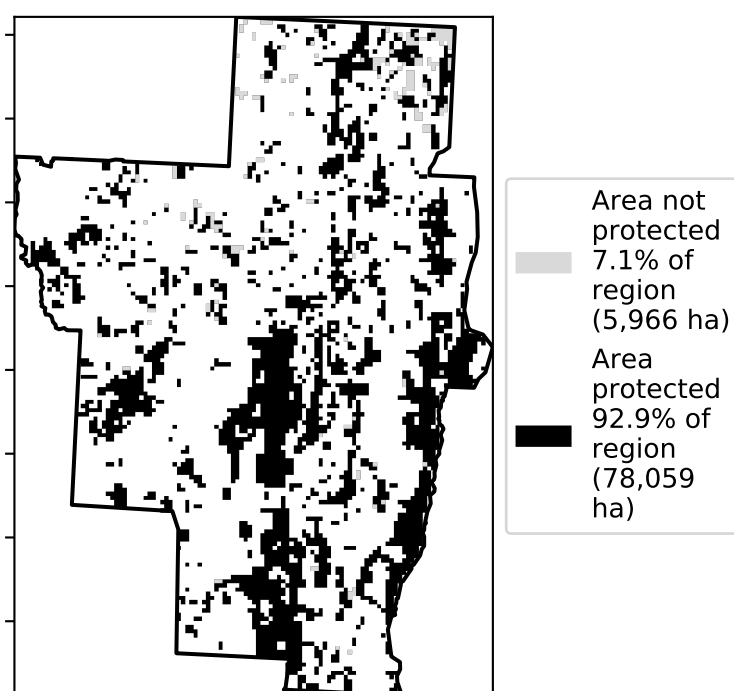 Area not
protected
7.1% of
region
(5,966 ha)
Area
protected
92.9% of
region
(78,059
ha)